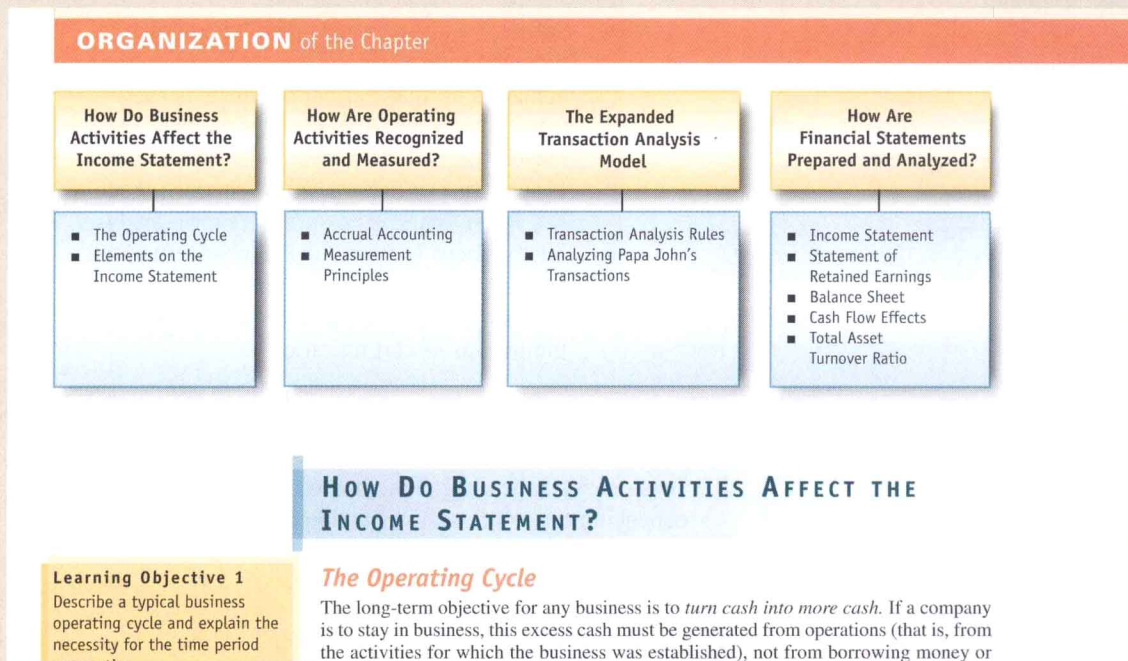 ORGANIZATION of the Chapter
How Do Business
Activities Affect the
Income Statement?
■ The Operating Cycle
■ Elements on the
Income Statement
How Are Operating
Activities Recognized
and Measured?
■ Accrual Accounting
■ Measurement
Principles
The Expanded
Transaction Analysis
Model
■ Transaction Analysis Rules
■ Analyzing Papa John's
Transactions
How Are
Financial Statements
Prepared and Analyzed?
■ Income Statement
■ Statement of
Retained Earnings
■ Balance Sheet
■ Cash Flow Effects
■ Total Asset
Turnover Ratio
HOW DO BUSINESS ACTIVITIES AFFECT THE
INCOME STATEMENT?
Learning Objective 1
Describe a typical business
operating cycle and explain the
necessity for the time period
The Operating Cycle
The long-term objective for any business is to turn cash into more cash. If a company
is to stay in business, this excess cash must be generated from operations (that is, from
the activities for which the business was established), not from borrowing money or